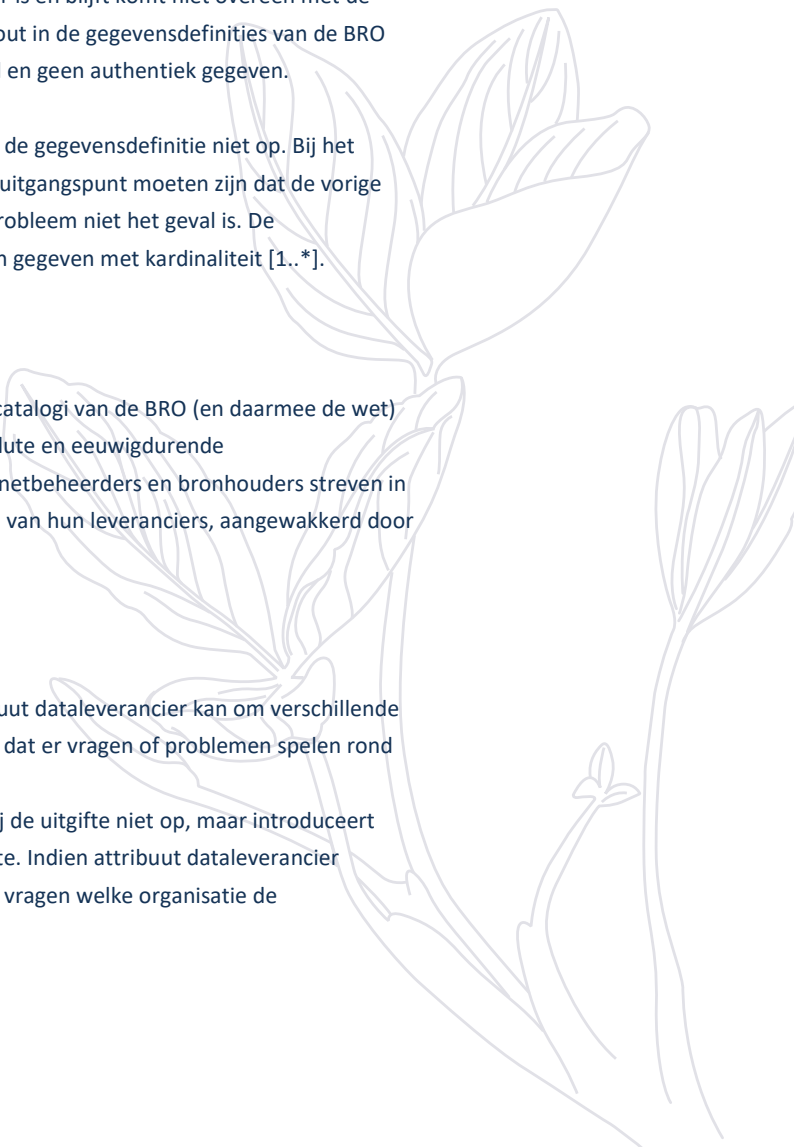 is en blijft komt niet overeen met de
out in de gegevensdefinities van de BRO
en geen authentiek gegeven.
de gegevensdefinitie niet op. Bij het
uitgangspunt moeten zijn dat de vorige
robleem niet het geval is. De
gegeven met kardinaliteit [1..*].
catalogi van de BRO (en daarmee de wet)
lute en eeuwigdurende
netbeheerders en bronhouders streven in
van hun leveranciers, aangewakkerd door
uut dataleverancier kan om verschillende
dat er vragen of problemen spelen rond
j de uitgifte niet op, maar introduceert
te. Indien attribuut dataleverancier
vragen welke organisatie de